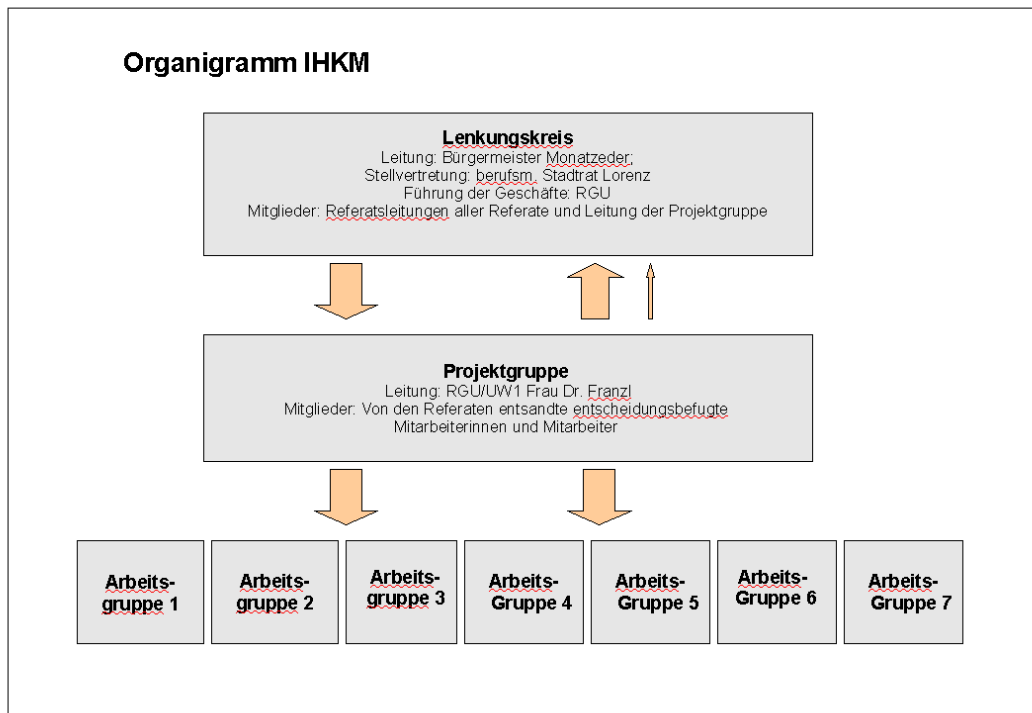 Organigramm IHKM
Lenkungskreis
Leitung: Bürgermeister Monatzeder;
Stellvertretung: berufsm. Stadtrat Lorenz
Führung der Geschäfte: RGU
Mitglieder: Referatsleitungen aller Referate und Leitung der Projektgruppe
Projektgruppe
Leitung: RGU/UW1 Frau Dr. Franzl
Mitglieder: Von den Referaten entsandte entscheidungsbefugte
Mitarbeiterinnen und Mitarbeiter
Arbeits-
gruppe 1
Arbeits-
gruppe 2
Arbeits-
gruppe 3
Arbeits-
Gruppe 4
Arbeits-
Gruppe 5
Arbeits-
Gruppe 6
Arbeits-
Gruppe 7